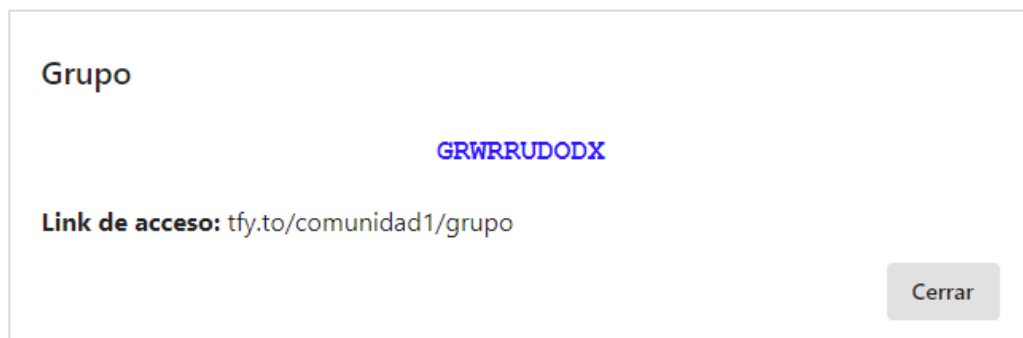 Grupo
GRWRRUDODX
Link de acceso: tfy.to/comunidad1/grupo
Cerrar